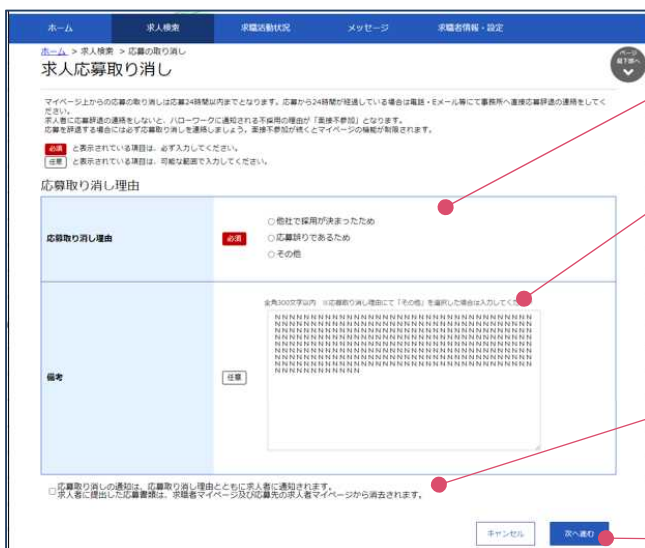 ホーム 求人検索 求職活動状況 メッセージ 求職者情報・設定
ホーム > 求人検索 > 応募の取り消し
求人応募取り消し
ページ
最下部へ
マイページ上からの応募の取り消しは応募24時間以内までとなります。応募から24時間が経過している場合は電話・Eメール等にて事務所へ直接応募辞退の連絡をしてく
ださい。
求人者に応募辞退の連絡をしないと、ハローワークに通知される不採用の理由が「面接不参加」となります。
応募を辞退する場合には必ず応募取り消しを連絡しましょう。面接不参加が続くとマイページの機能が制限されます。
必須 と表示されている項目は、必ず入力してください。
任意 と表示されている項目は、可能な範囲で入力してください。
応募取り消し理由
応募取り消し理由 必須
他社で採用が決まったため
応募誤りであるため
その他
全角300文字以内 ※応募取り消し理由にて「その他」を選択した場合は入力してくだ
備考 任意
応募取り消しの通知は、応募取り消し理由とともに求人者に通知されます。
求人者に提出した応募書類は、求職者マイページ及び応募先の求人者マイページから消去されます。
キャンセル 次へ進む